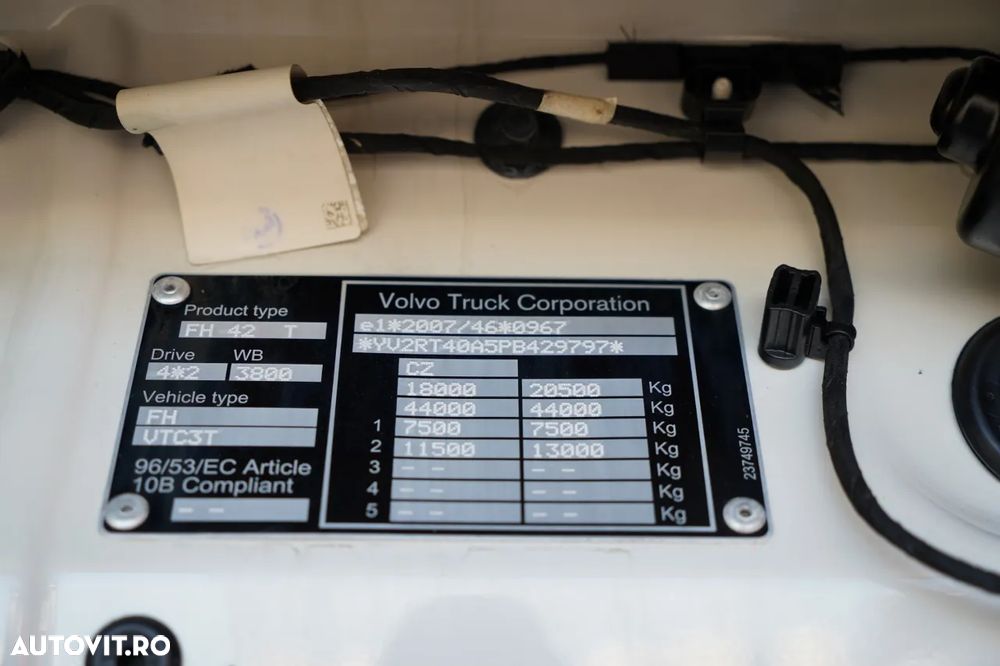 Product type
FH 42 T
Drive WB
4*2 3800
Vehicle type
FH
VTC3T
96/53/EC Article
10B Compliant
-- --
Volvo Truck Corporation
e1*2007/46*0967
*YV2RT40A5PB429797*
CZ
18000 20500 Kg
44000 44000 Kg
1 7500 7500 Kg
2 11500 13000 Kg
3 -- -- -- -- Kg
4 -- -- -- -- Kg
5 -- -- -- -- Kg
23749745
AUTOVIT.RO